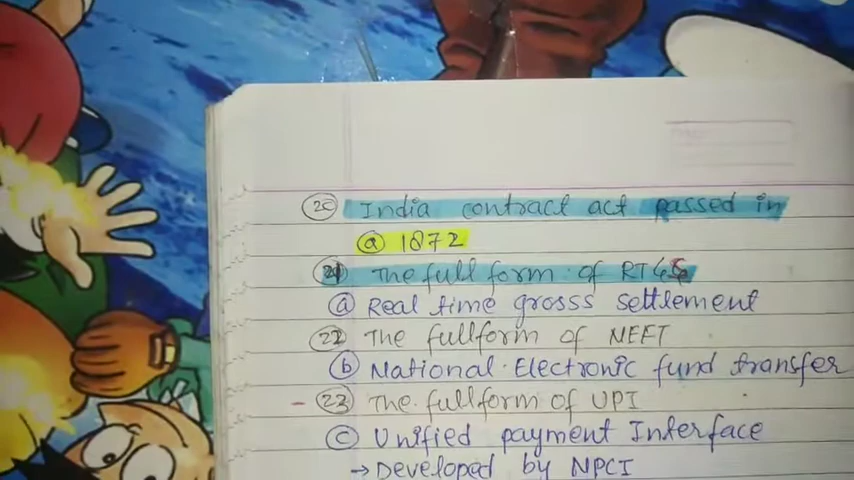 20 India contract act passed in
a 1872
21 The full form of RTGS
a Real time grosss settlement
22 The fullform of NEFT
b National Electronic fund transfer
23 The fullform of UPI
c Unified payment Interface
→ Developed by NPCI